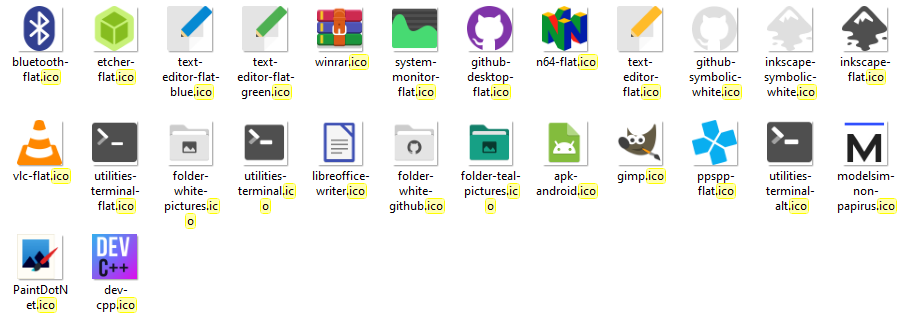 bluetooth-flat.ico
etcher-flat.ico
text-editor-flat-blue.ico
text-editor-flat-green.ico
winrar.ico
system-monitor-flat.ico
github-desktop-flat.ico
n64-flat.ico
text-editor-flat.ico
github-symbolic-white.ico
inkscape-symbolic-white.ico
inkscape-flat.ico
vlc-flat.ico
utilities-terminal-flat.ico
folder-white-pictures.ico
utilities-terminal.ico
libreoffice-writer.ico
folder-white-github.ico
folder-teal-pictures.ico
apk-android.ico
gimp.ico
ppspp-flat.ico
utilities-terminal-alt.ico
M
modelsim-non-papirus.ico
PaintDotNet.ico
DEV
C++
dev-cpp.ico